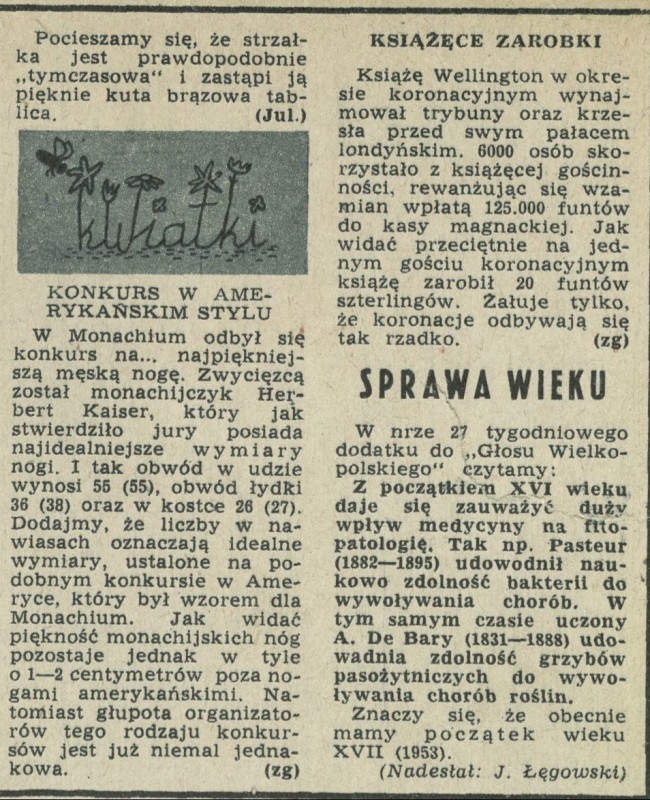 Pocieszamy się, że strzał-
ka jest prawdopodobnie
„tymczasowa“ i zastąpi ją
pięknie kuta brązowa tab-
lica. (Jul.)
kwiatki
KONKURS W AME-
RYKAŃSKIM STYLU
W Monachium odbył się
konkurs na... najpiękniej-
szą męską nogę. Zwycięzcą
został monachijczyk Her-
bert Kaiser, który jak
stwierdziło jury posiada
najidealniejsze wymiary
nogi. I tak obwód w udzie
wynosi 55 (55), obwód łydki
36 (38) oraz w kostce 26 (27).
Dodajmy, że liczby w na-
wiasach oznaczają idealne
wymiary, ustalone na po-
dobnym konkursie w Ame-
ryce, który był wzorem dla
Monachium. Jak widać
piękność monachijskich nóg
pozostaje jednak w tyle
o 1—2 centymetrów poza no-
gami amerykańskimi. Na-
tomiast głupota organizato-
rów tego rodzaju konkur-
sów jest już niemal jedna-
kowa. (zg)
KSIĄŻĘCE ZAROBKI
Książę Wellington w okre-
sie koronacyjnym wynaj-
mował trybuny oraz krze-
sła przed swym pałacem
londyńskim. 6000 osób sko-
rzystało z książęcej gościn-
ności, rewanżując się wza-
mian wpłatą 125.000 funtów
do kasy magnackiej. Jak
widać przeciętnie na jed-
nym gościu koronacyjnym
książę zarobił 20 funtów
szterlingów. Żałuje tylko,
że koronacje odbywają się
tak rzadko. (zg)
SPRAWA WIEKU
W nrze 27 tygodniowego
dodatku do „Głosu Wielko-
polskiego“ czytamy:
Z początkiem XVI wieku
daje się zauważyć duży
wpływ medycyny na fito-
patologię. Tak np. Pasteur
(1882—1895) udowodnił nau-
kowo zdolność bakterii do
wywoływania chorób. W
tym samym czasie uczony
A. De Bary (1831—1888) udo-
wadnia zdolność grzybów
pasożytniczych do wywo-
ływania chorób roślin.
Znaczy się, że obecnie
mamy początek wieku
XVII (1953).
(Nadesłał: J. Łęgowski)